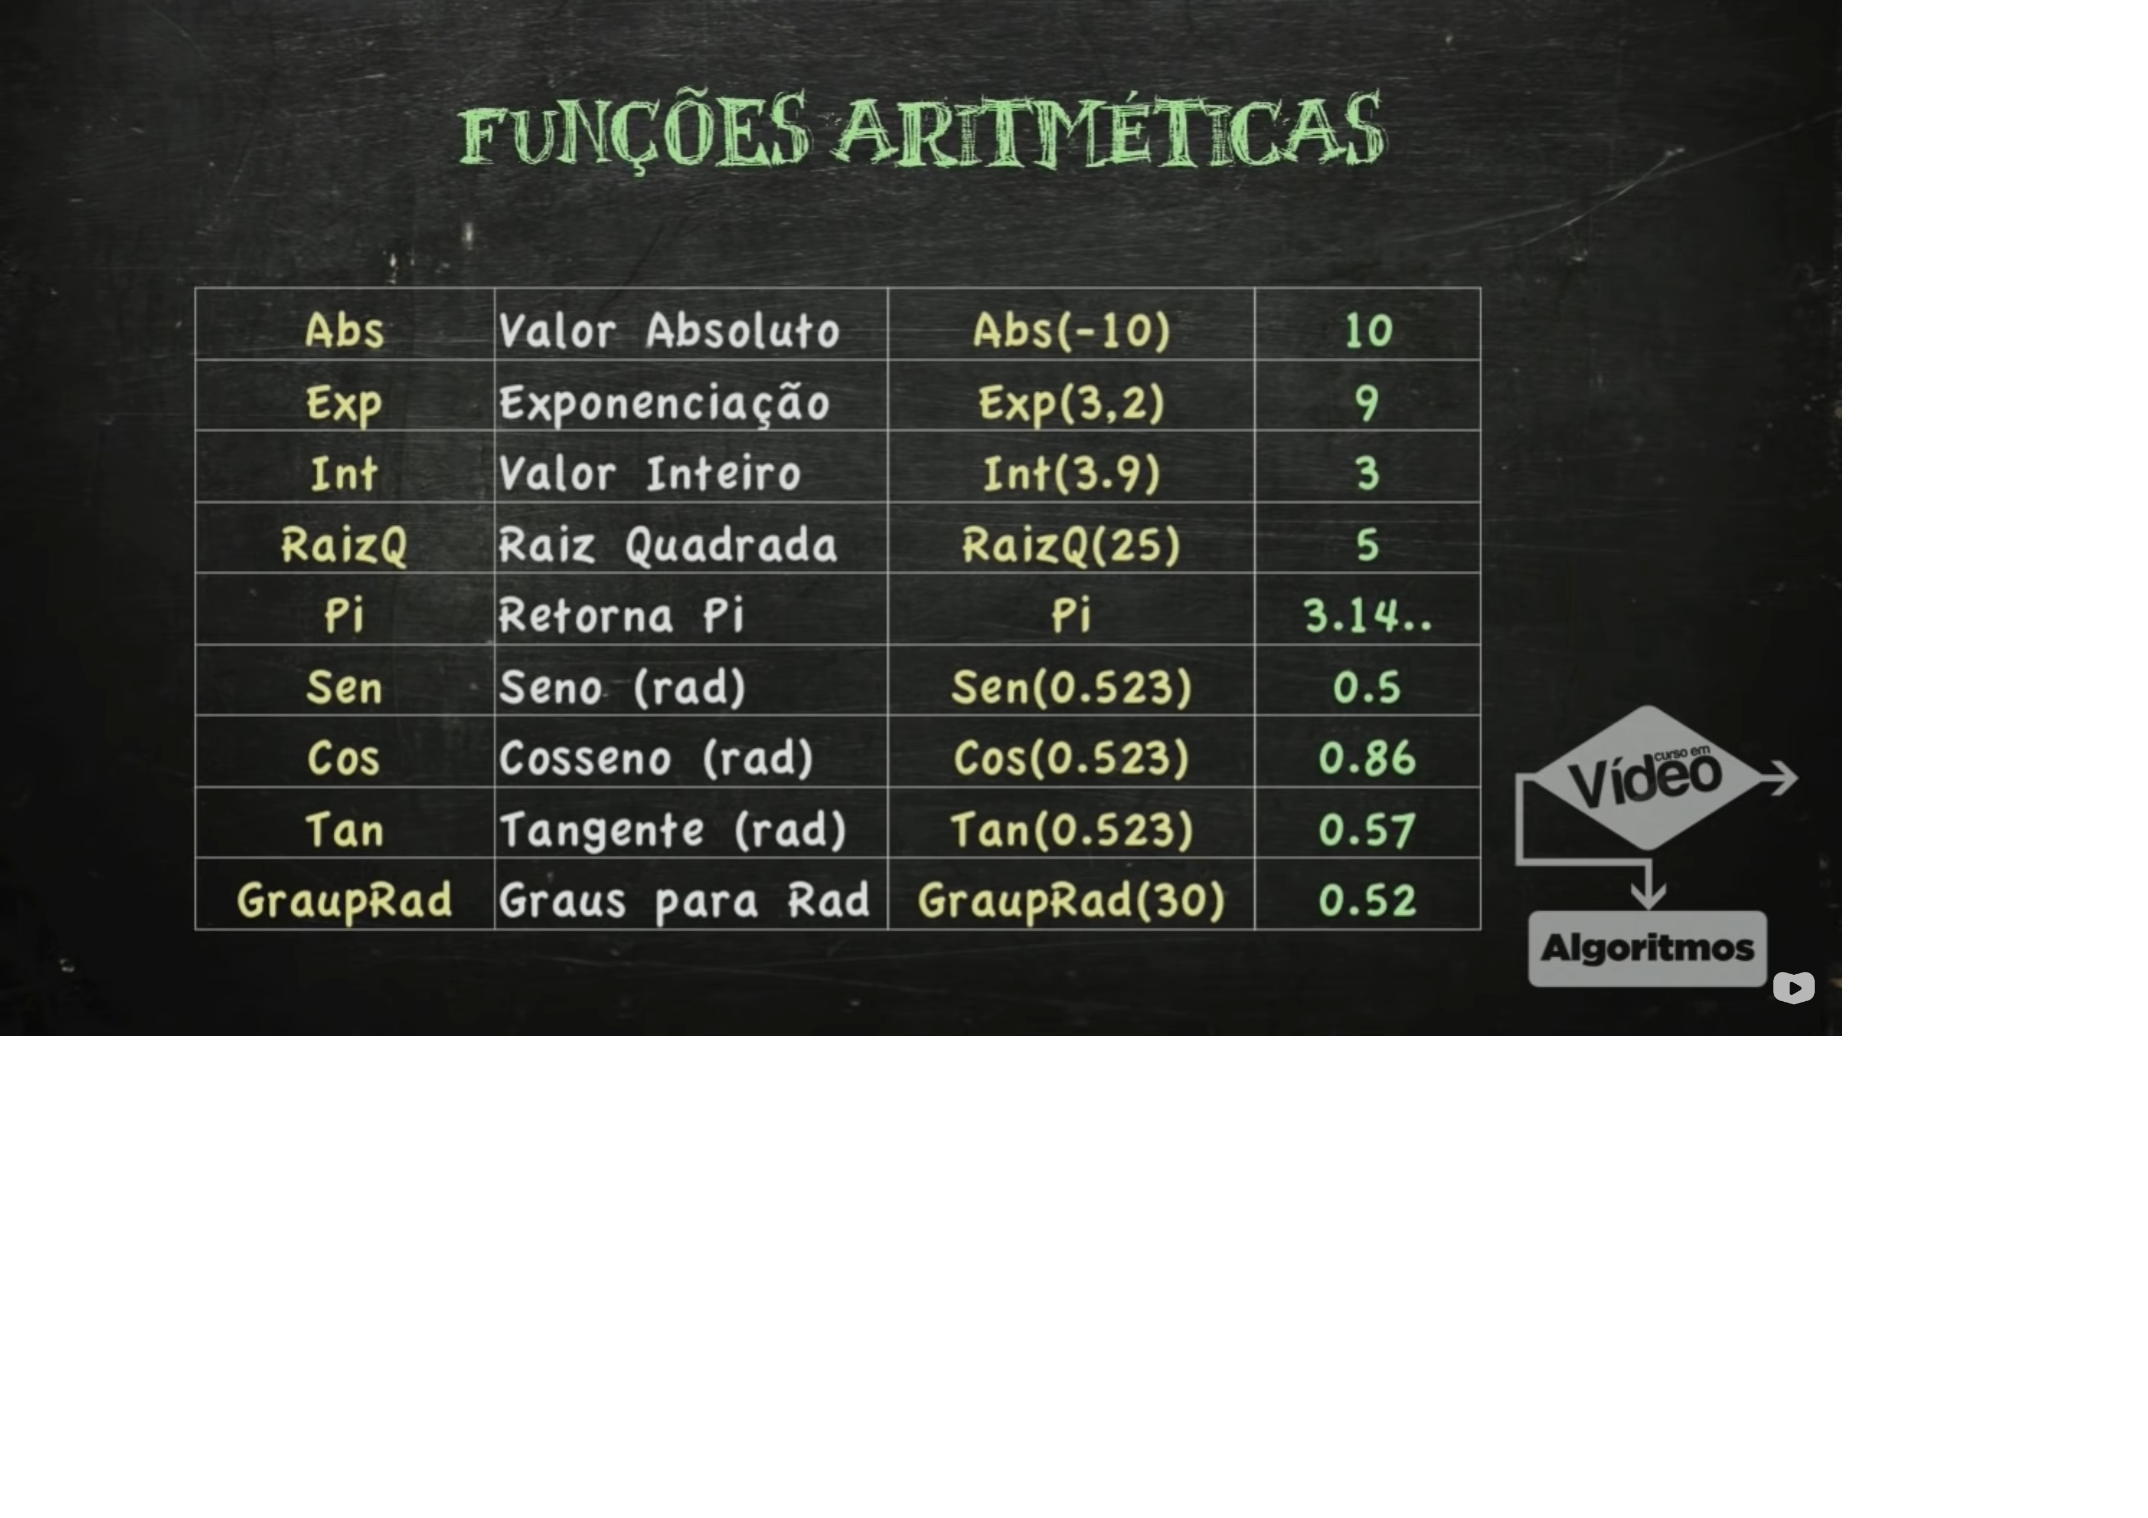 FUNÇÕES ARITMÉTICAS
Abs Valor Absoluto Abs(-10) 10
Exp Exponenciação Exp(3,2) 9
Int Valor Inteiro Int(3.9) 3
RaizQ Raiz Quadrada RaizQ(25) 5
Pi Retorna Pi Pi 3.14..
Sen Seno (rad) Sen(0.523) 0.5
Cos Cosseno (rad) Cos(0.523) 0.86
Tan Tangente (rad) Tan(0.523) 0.57
GraupRad Graus para Rad GraupRad(30) 0.52
curso em
Vídeo
Algoritmos